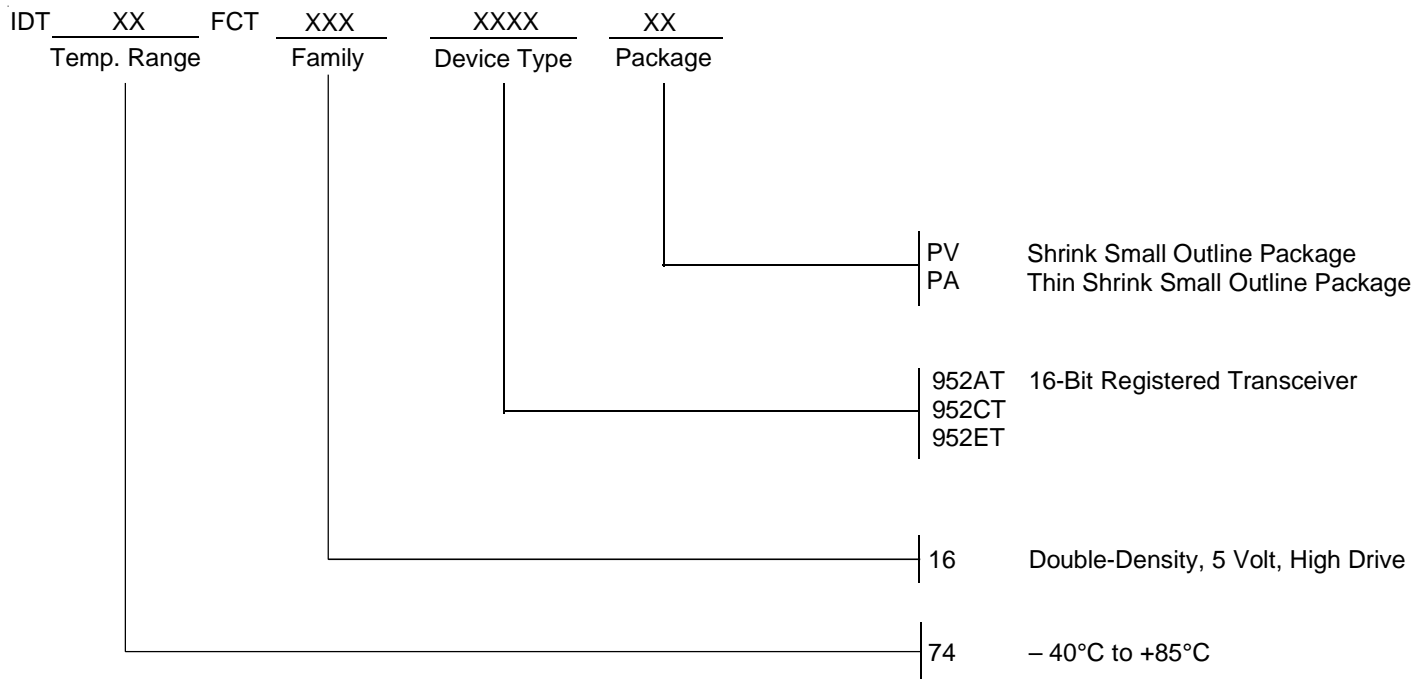 IDT XX FCT XXX XXXX XX
Temp. Range Family Device Type Package
PV Shrink Small Outline Package
PA Thin Shrink Small Outline Package
952AT 16-Bit Registered Transceiver
952CT
952ET
16 Double-Density, 5 Volt, High Drive
74 – 40°C to +85°C